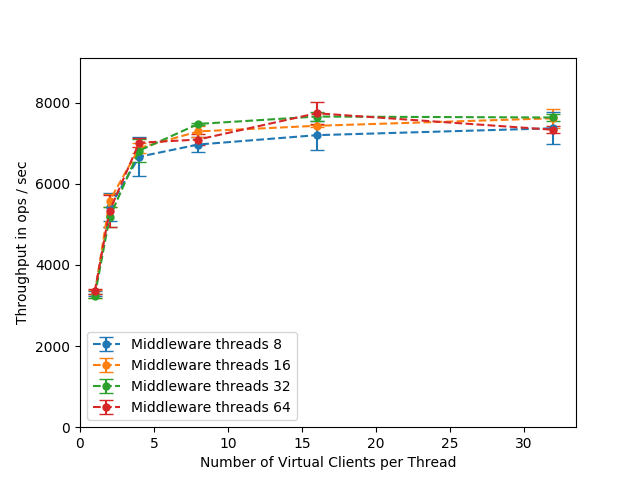 8000
6000
4000
2000
0
Throughput in ops / sec
Middleware threads 8
Middleware threads 16
Middleware threads 32
Middleware threads 64
0 5 10 15 20 25 30
Number of Virtual Clients per Thread